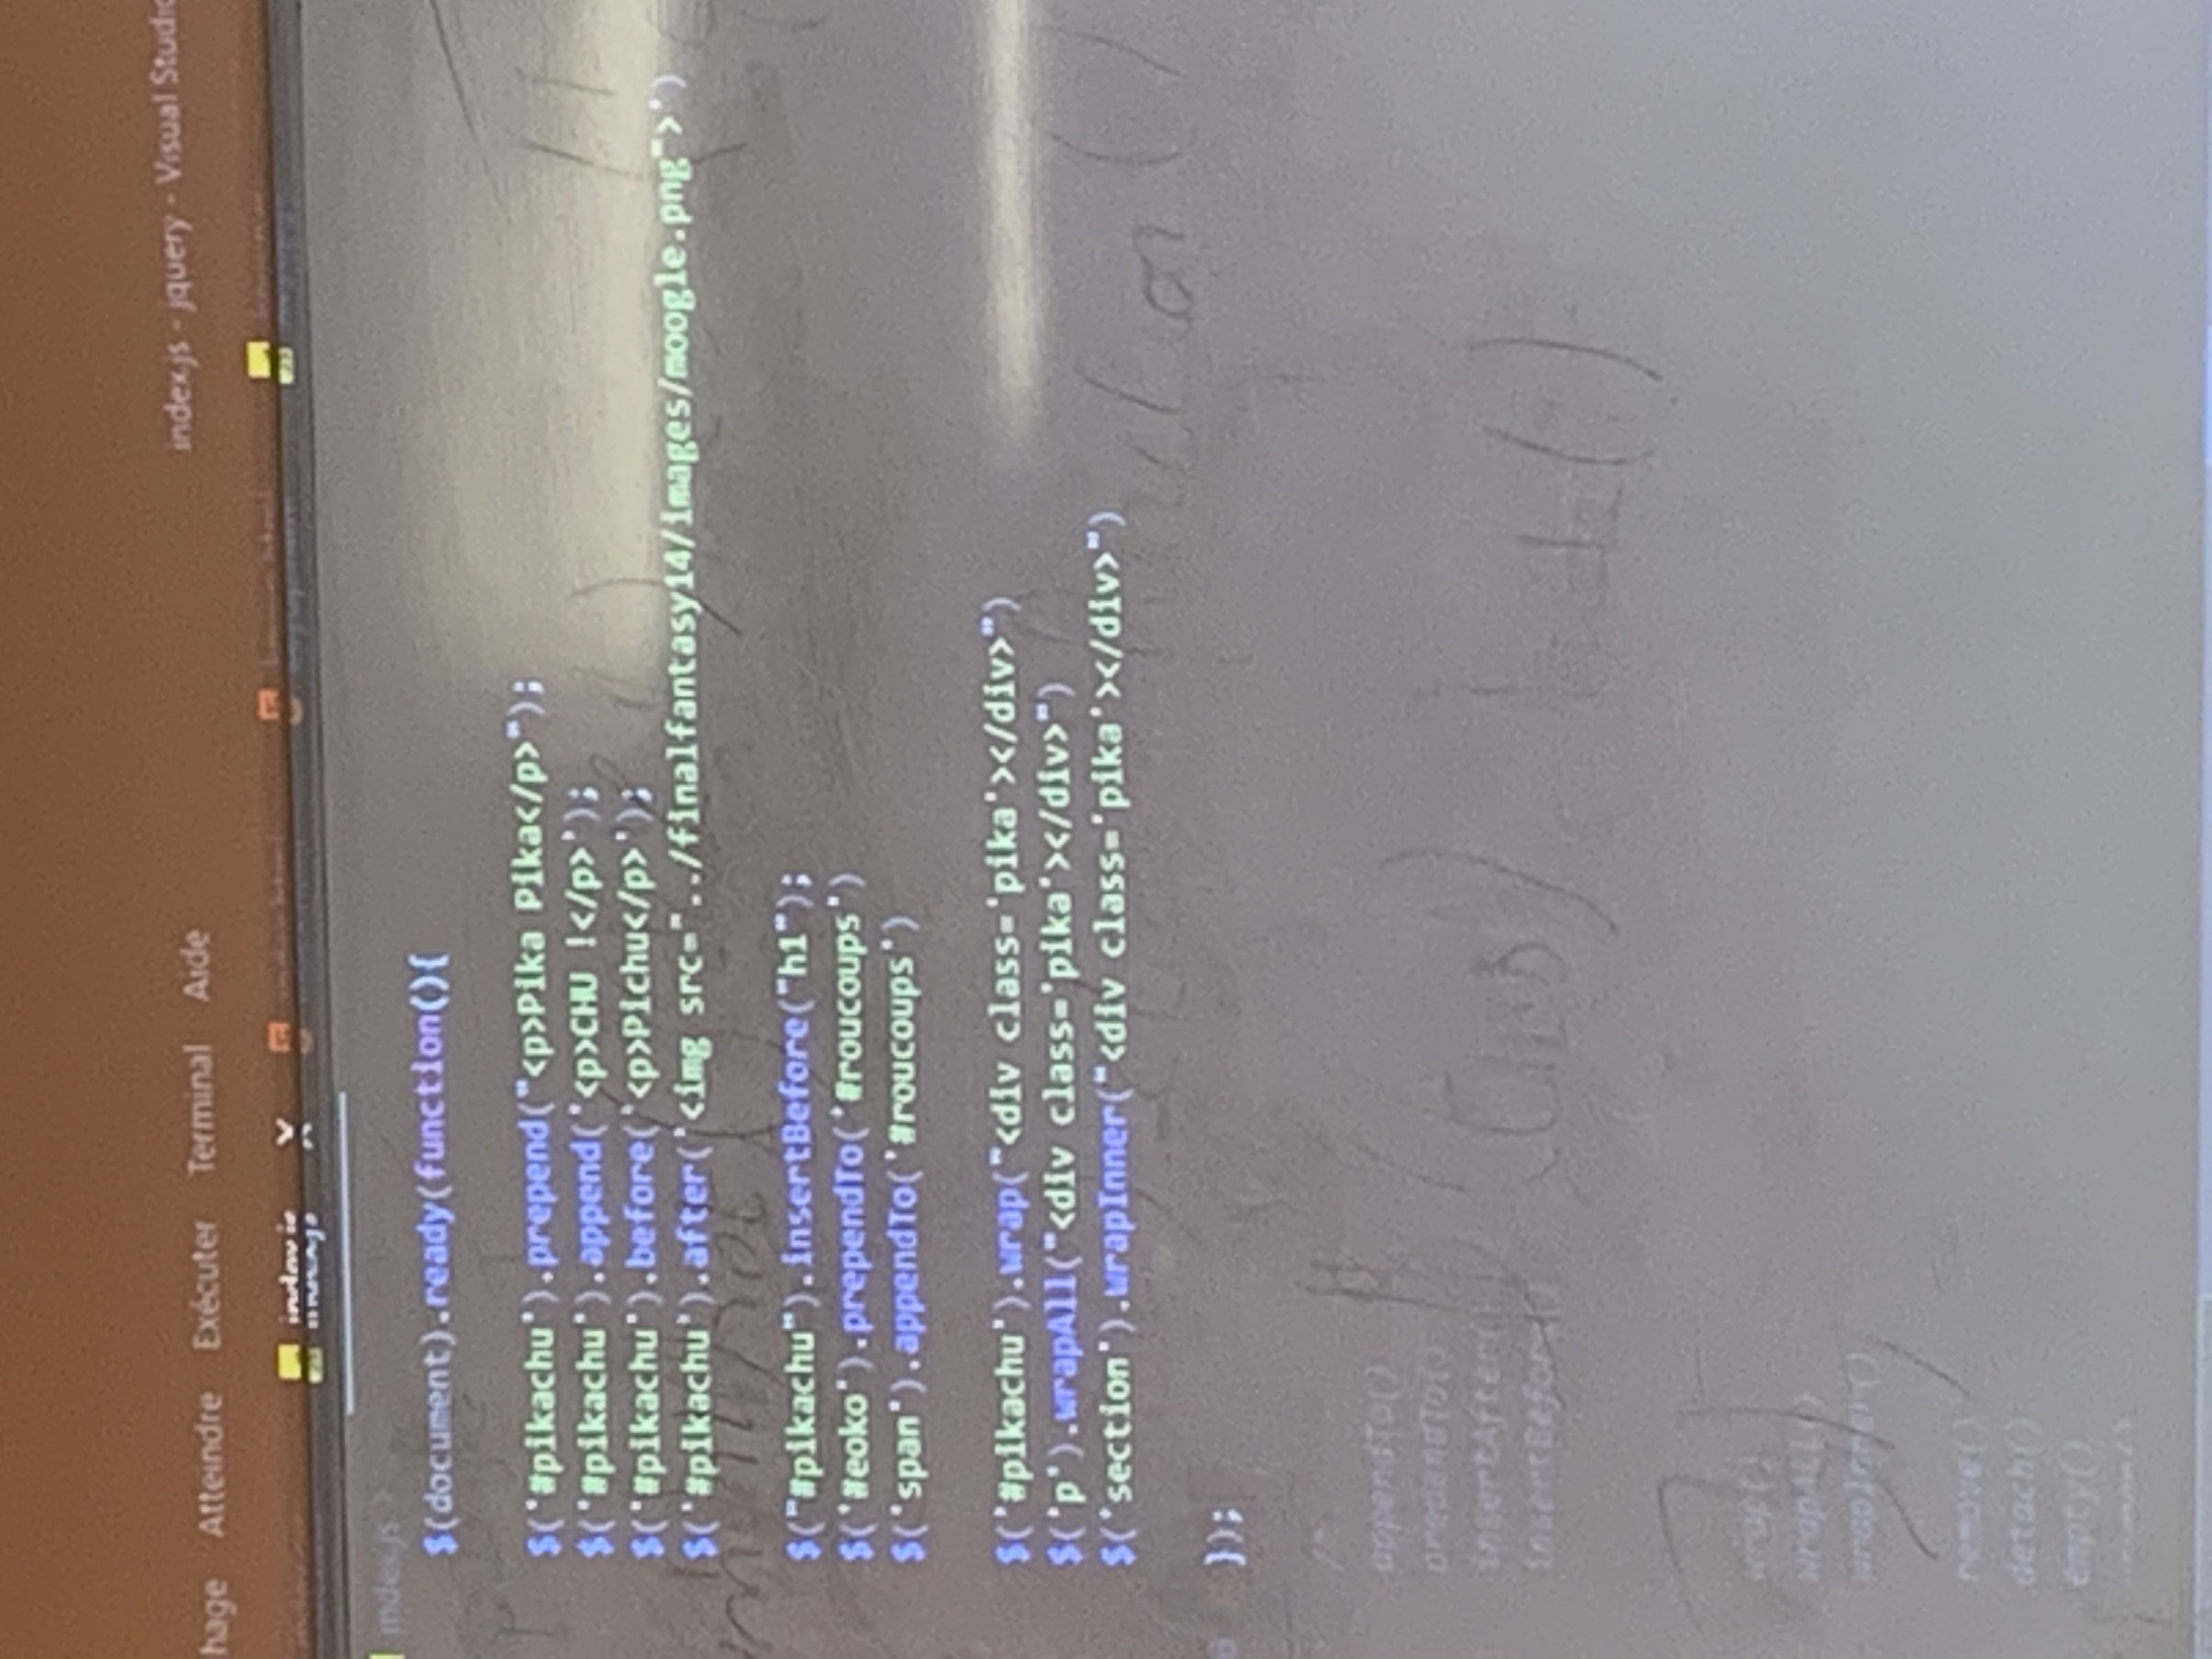 hage Atteindre Exécuter Terminal Aide index.js - jquery - Visual Studio
index.js X
index.js >
$(document).ready(function(){
$('#pikachu').prepend("<p>Pika Pika</p>");
$('#pikachu').append('<p>CHU !</p>');
$('#pikachu').before('<p>Pichu</p>');
$('#pikachu').after('<img src="../finalfantasy14/images/moogle.png">')
$("#pikachu").insertBefore("h1");
$('#eoko').prependTo('#roucoups')
$('span').appendTo('#roucoups')
$('#pikachu').wrap("<div class='pika'></div>")
$('p').wrapAll("<div class='pika'></div>")
$('section').wrapInner("<div class='pika'></div>")
});
/*
appendTo()
prependTo()
insertAfter()
insertBefore()
wrap()
wrapAll()
wrapInner()
remove()
detach()
empty()